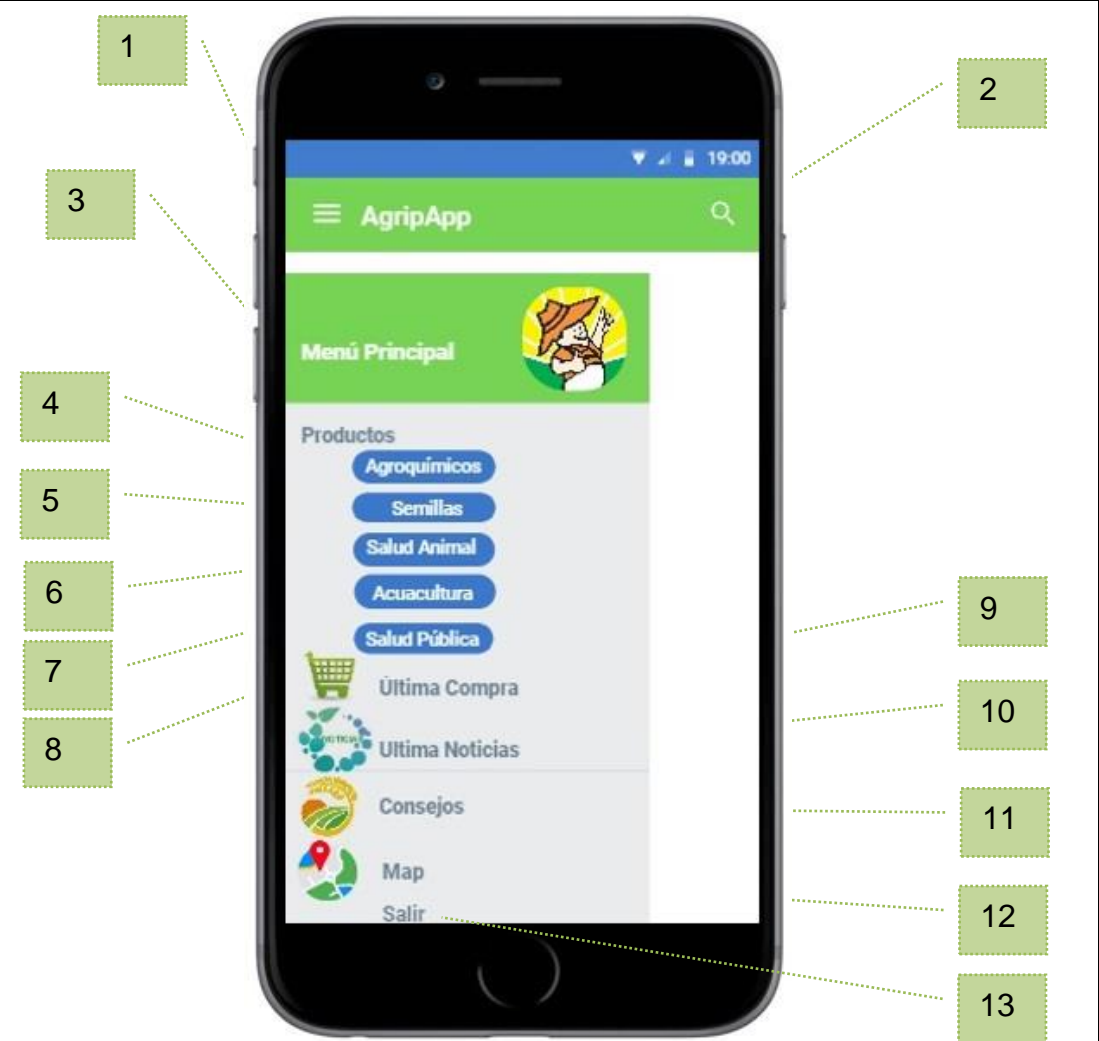 1
2
19:00
3
AgripApp
Menú Principal
4
Productos
Agroquímicos
5
Semillas
Salud Animal
6
Acuacultura
9
7
Salud Pública
Última Compra
10
8
Ultima Noticias
11
Consejos
Map
12
Salir
13